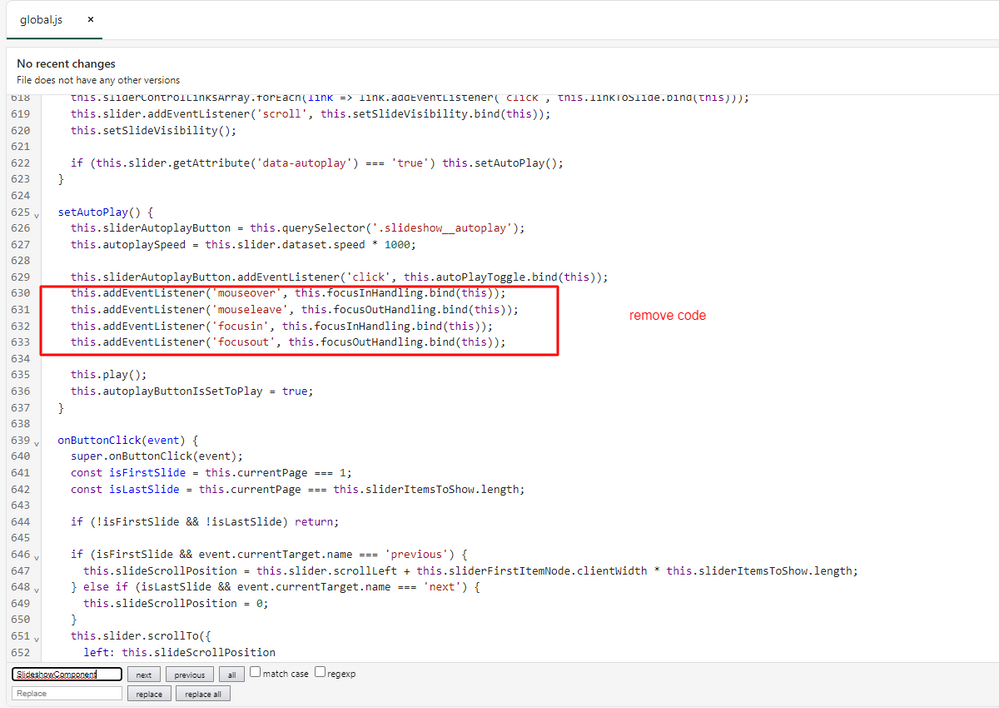 global.js ×
No recent changes
File does not have any other versions
618 this.sliderControlLinksArray.forEach(link => link.addEventListener('click', this.linkToSlide.bind(this)));
619 this.slider.addEventListener('scroll', this.setSlideVisibility.bind(this));
620 this.setSlideVisibility();
621
622 if (this.slider.getAttribute('data-autoplay') === 'true') this.setAutoPlay();
623 }
624
625 setAutoPlay() {
626 this.sliderAutoplayButton = this.querySelector('.slideshow__autoplay');
627 this.autoplaySpeed = this.slider.dataset.speed * 1000;
628
629 this.sliderAutoplayButton.addEventListener('click', this.autoPlayToggle.bind(this));
630 this.addEventListener('mouseover', this.focusInHandling.bind(this));
631 this.addEventListener('mouseleave', this.focusOutHandling.bind(this));
remove code
632 this.addEventListener('focusin', this.focusInHandling.bind(this));
633 this.addEventListener('focusout', this.focusOutHandling.bind(this));
634
635 this.play();
636 this.autoplayButtonIsSetToPlay = true;
637 }
638
639 onButtonClick(event) {
640 super.onButtonClick(event);
641 const isFirstSlide = this.currentPage === 1;
642 const isLastSlide = this.currentPage === this.sliderItemsToShow.length;
643
644 if (!isFirstSlide && !isLastSlide) return;
645
646 if (isFirstSlide && event.currentTarget.name === 'previous') {
647 this.slideScrollPosition = this.slider.scrollLeft + this.sliderFirstItemNode.clientWidth * this.sliderItemsToShow.length;
648 } else if (isLastSlide && event.currentTarget.name === 'next') {
649 this.slideScrollPosition = 0;
650 }
651 this.slider.scrollTo({
652 left: this.slideScrollPosition
SlideshowComponent next previous all match case regexp
Replace replace replace all